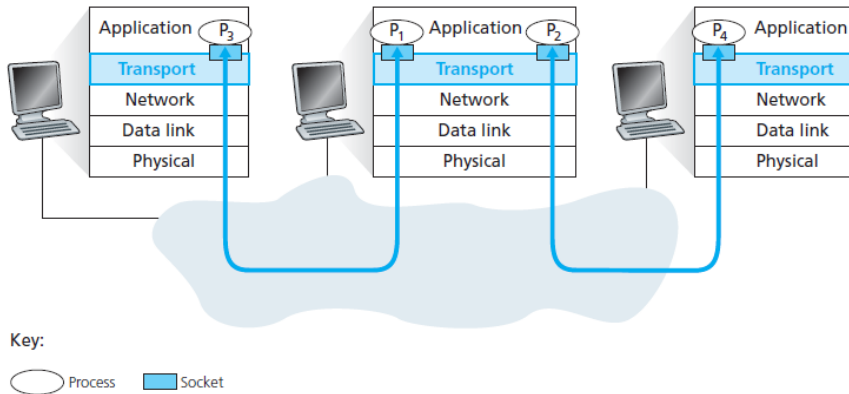 Application P3
Transport
Network
Data link
Physical
P1 Application P2
Transport
Network
Data link
Physical
P4 Application
Transport
Network
Data link
Physical
Key:
Process Socket